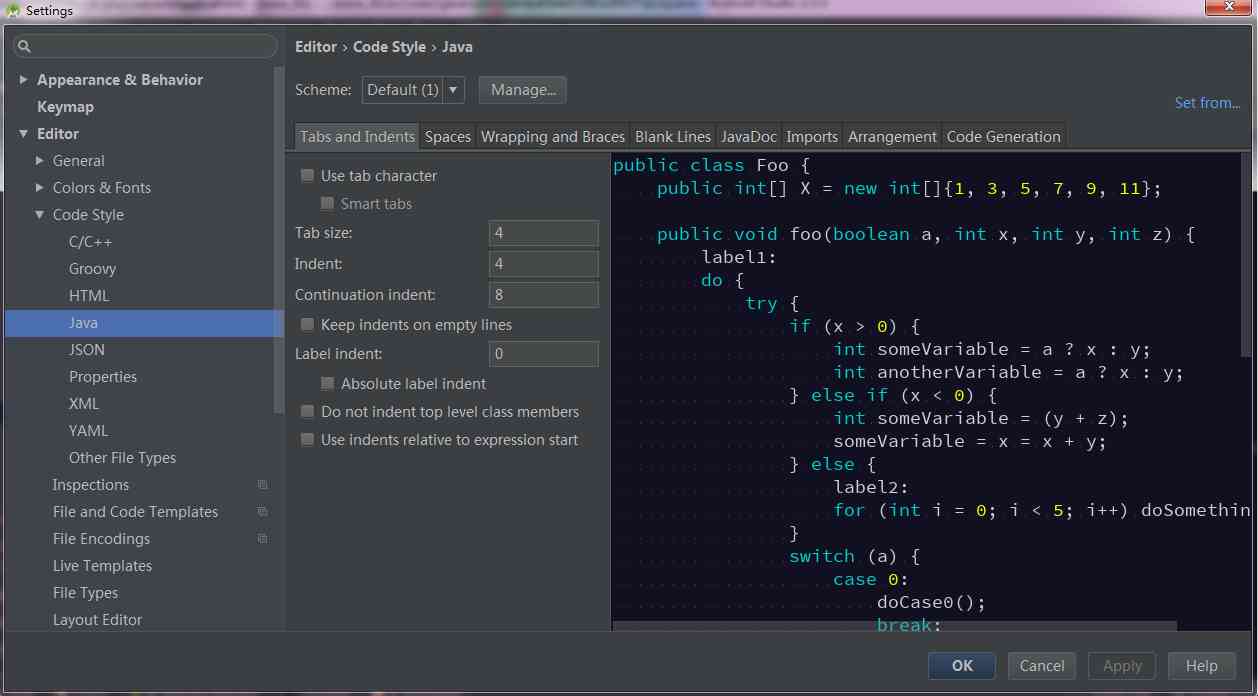 Settings
Editor › Code Style › Java
Scheme: Default (1) Manage...
Set from...
Appearance & Behavior
Keymap
Editor
General
Colors & Fonts
Code Style
C/C++
Groovy
HTML
Java
JSON
Properties
XML
YAML
Other File Types
Inspections
File and Code Templates
File Encodings
Live Templates
File Types
Layout Editor
Tabs and Indents Spaces Wrapping and Braces Blank Lines JavaDoc Imports Arrangement Code Generation
Use tab character
Smart tabs
Tab size: 4
Indent: 4
Continuation indent: 8
Keep indents on empty lines
Label indent: 0
Absolute label indent
Do not indent top level class members
Use indents relative to expression start
public class Foo {
public int[] X = new int[]{1, 3, 5, 7, 9, 11};
public void foo(boolean a, int x, int y, int z) {
label1:
do {
try {
if (x > 0) {
int someVariable = a ? x : y;
int anotherVariable = a ? x : y;
} else if (x < 0) {
int someVariable = (y + z);
someVariable = x = x + y;
} else {
label2:
for (int i = 0; i < 5; i++) doSomethin
}
switch (a) {
case 0:
doCase0();
break;
OK Cancel Apply Help